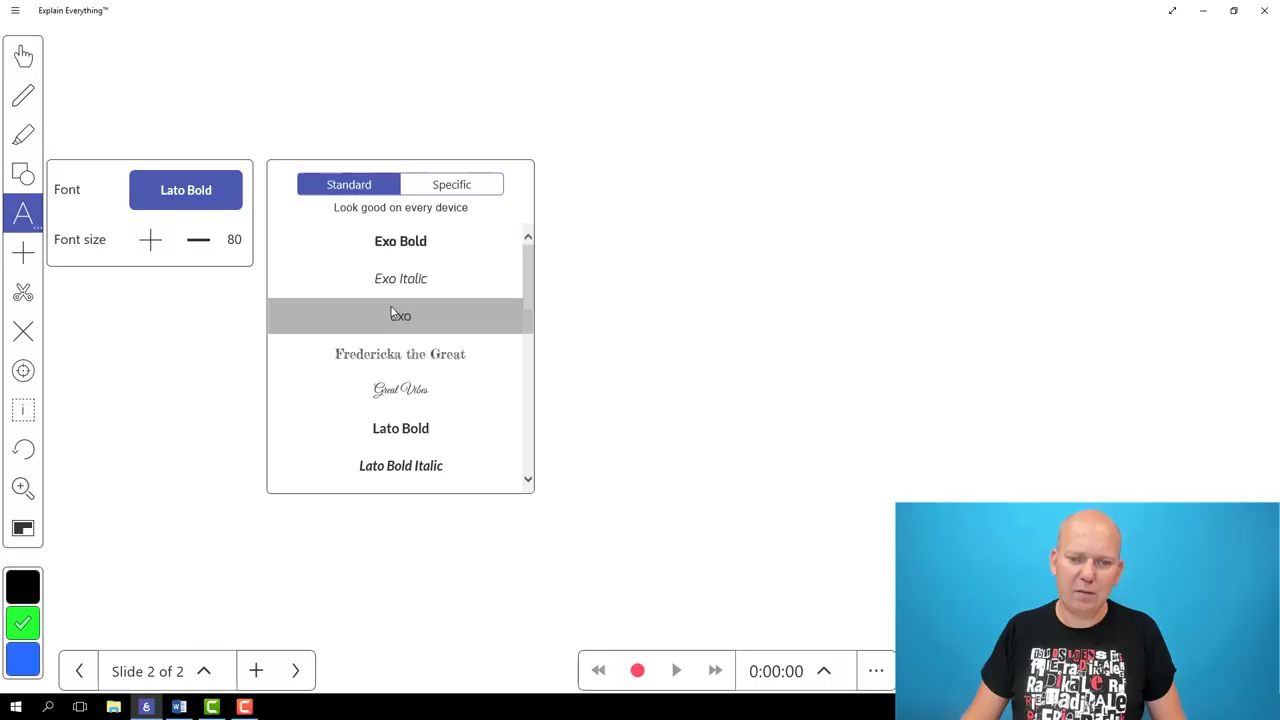 Explain Everything™
Font
Lato Bold
Font size
80
Standard
Specific
Look good on every device
Exo Bold
Exo Italic
Exo
Fredericka the Great
Great Vibes
Lato Bold
Lato Bold Italic
Slide 2 of 2
0:00:00